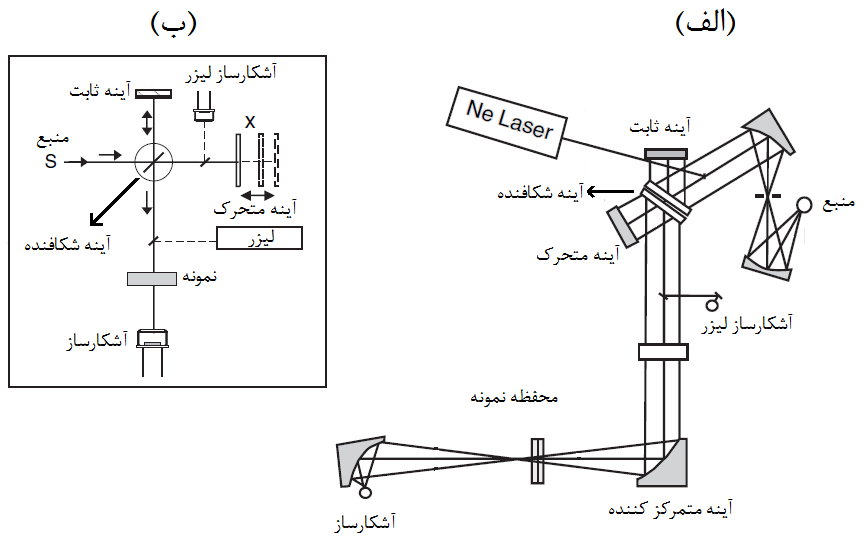 (ب)
(الف)
آشکارساز لیزر
آینه ثابت
X
منبع
S
آینه متحرک
آینه شکافنده
لیزر
نمونه
آشکارساز
Ne Laser
آینه ثابت
آینه شکافنده
منبع
آینه متحرک
آشکارساز لیزر
محفظه نمونه
آینه متمرکز کننده
آشکارساز